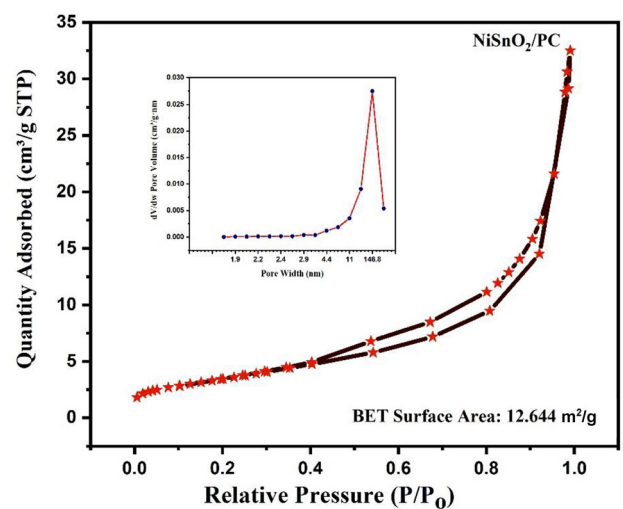 35
30
25
20
15
10
5
0
Quantity Adsorbed (cm³/g STP)
NiSnO₂/PC
0.030
0.025
0.020
0.015
0.010
0.005
0.000
dV/dw Pore Volume (cm³/g·nm
1.9 2.2 2.4 2.9 4.4 11 146.8
Pore Width (nm)
BET Surface Area: 12.644 m²/g
0.0 0.2 0.4 0.6 0.8 1.0
Relative Pressure (P/P₀)